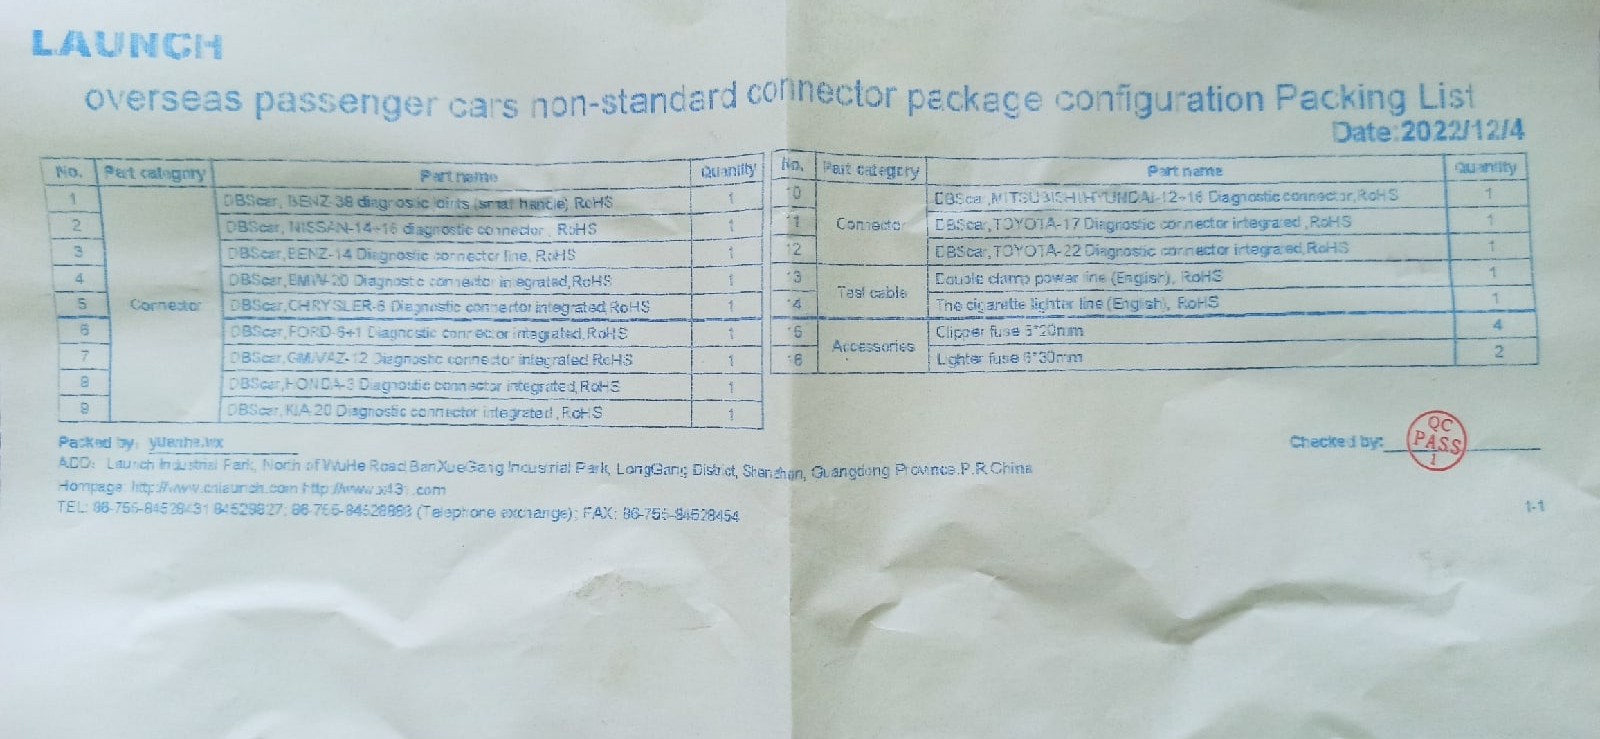 LAUNCH
overseas passenger cars non-standard connector package configuration Packing List
Date:2022/12/4
No. Part category Part name Quantity
1 DBScar, BENZ-38 diagnostic joints (small handle) RoHS 1
2 DBScar, NISSAN-14+16 diagnostic connector, RoHS 1
3 DBScar,BENZ-14 Diagnostic connector line, RoHS 1
4 DBScar,BMW-20 Diagnostic connector integrated,RoHS 1
5 Connector DBScar,CHRYSLER-6 Diagnostic connector integrated RoHS 1
6 DBScar,FORD-6+1 Diagnostic connector integrated,RoHS 1
7 DBScar,GM/VAZ-12 Diagnostic connector integrated RoHS 1
8 DBScar,HONDA-3 Diagnostic connector integrated,RoHS 1
9 DBScar,KIA 20 Diagnostic connector integrated,RoHS 1
No. Part category Part name Quantity
10 DBScar,MITSUBISHI/HYUNDAI-12+16 Diagnostic connector,RoHS 1
11 Connector DBScar,TOYOTA-17 Diagnostic connector integrated,RoHS 1
12 DBScar,TOYOTA-22 Diagnostic connector integrated,RoHS 1
13 Test cable Double clamp power line (English), RoHS 1
14 The cigarette lighter line (English), RoHS 1
Accessories Clipper fuse 5*20mm 4
Lighter fuse 6*30mm 2
Packed by:
Checked by: QC
PASS
1
ADD: Launch Industrial Park, North of WuHe Road BanXueGang Industrial Park, LongGang District, Shenzhen, Guangdong Province.P.R.China
Hompage: http://www.cnlaunch.com http://www.x431.com
TEL: 86-755-84528431 84528827; 86-755-84528888 (Telephone exchange); FAX: 86-755-84528454
1-1